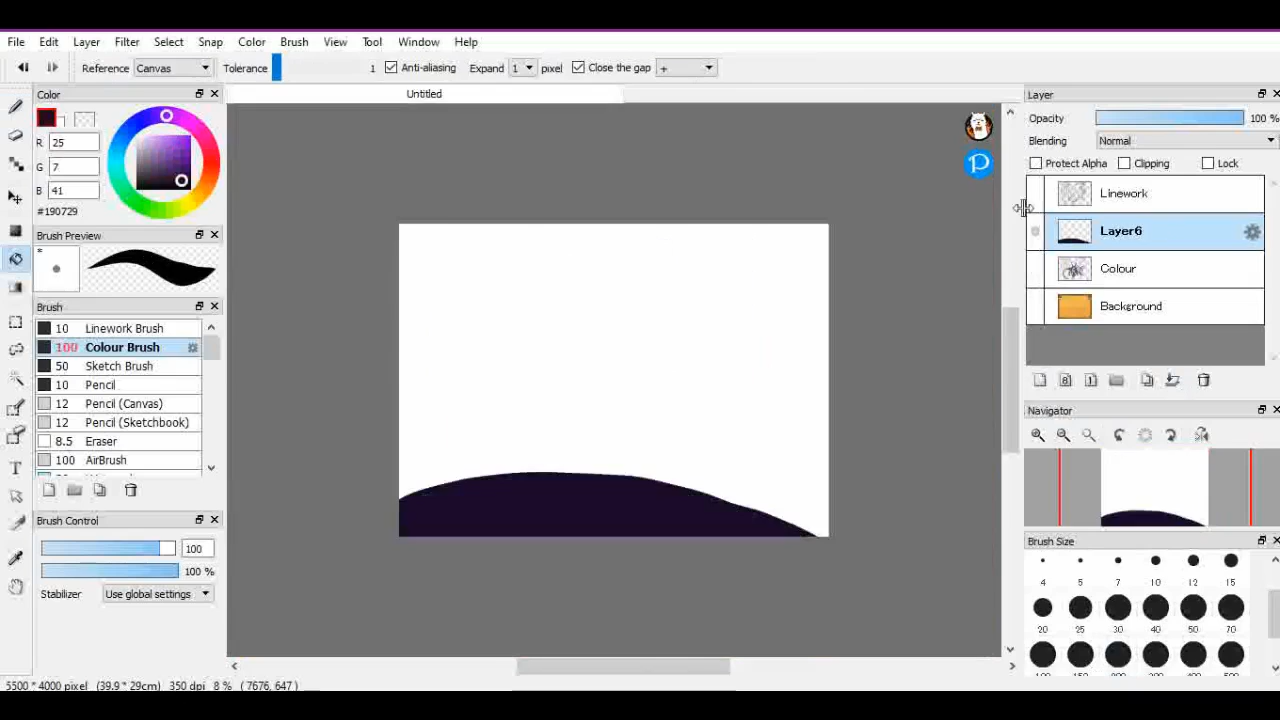 File Edit Layer Filter Select Snap Color Brush View Tool Window Help
Reference Canvas Tolerance 1 Anti-aliasing Expand 1 pixel Close the gap +
Color
Untitled
Layer
R 25
G 7
B 41
#190729
Opacity 100 %
Blending Normal
Protect Alpha Clipping Lock
Linework
Layer6
Colour
Background
Brush Preview
*
Brush
10 Linework Brush
100 Colour Brush
50 Sketch Brush
10 Pencil
12 Pencil (Canvas)
12 Pencil (Sketchbook)
8.5 Eraser
100 AirBrush
8 1
T
P
Brush Control
100
100 %
Stabilizer Use global settings
Navigator
Brush Size
4 5 7 10 12 15
20 25 30 40 50 70
5500 * 4000 pixel (39.9 * 29cm) 350 dpi 8 % ( 7676, 647 )